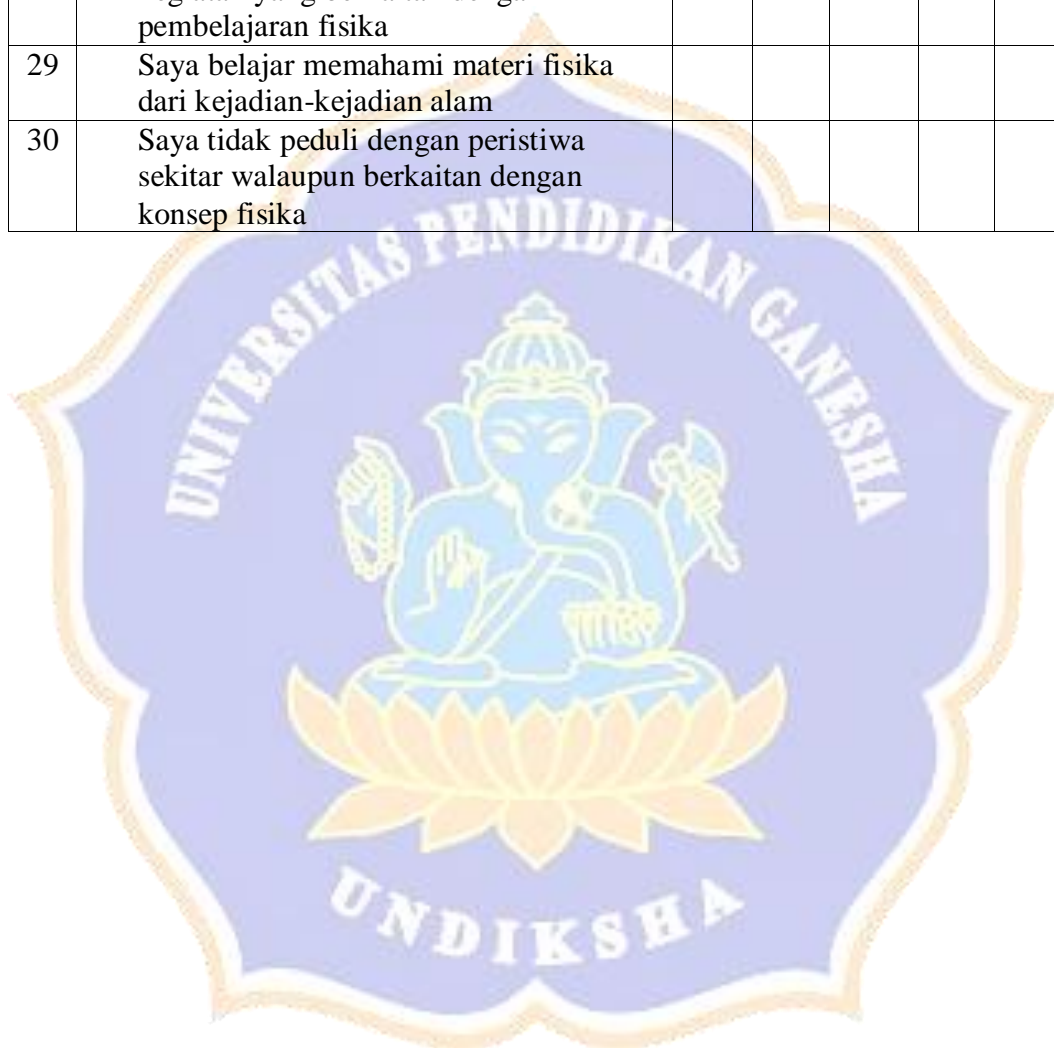 pembelajaran fisika
29 Saya belajar memahami materi fisika
dari kejadian-kejadian alam
30 Saya tidak peduli dengan peristiwa
sekitar walaupun berkaitan dengan
konsep fisika
UNIVERSITAS PENDIDIKAN GANESHA
UNDIKSHA